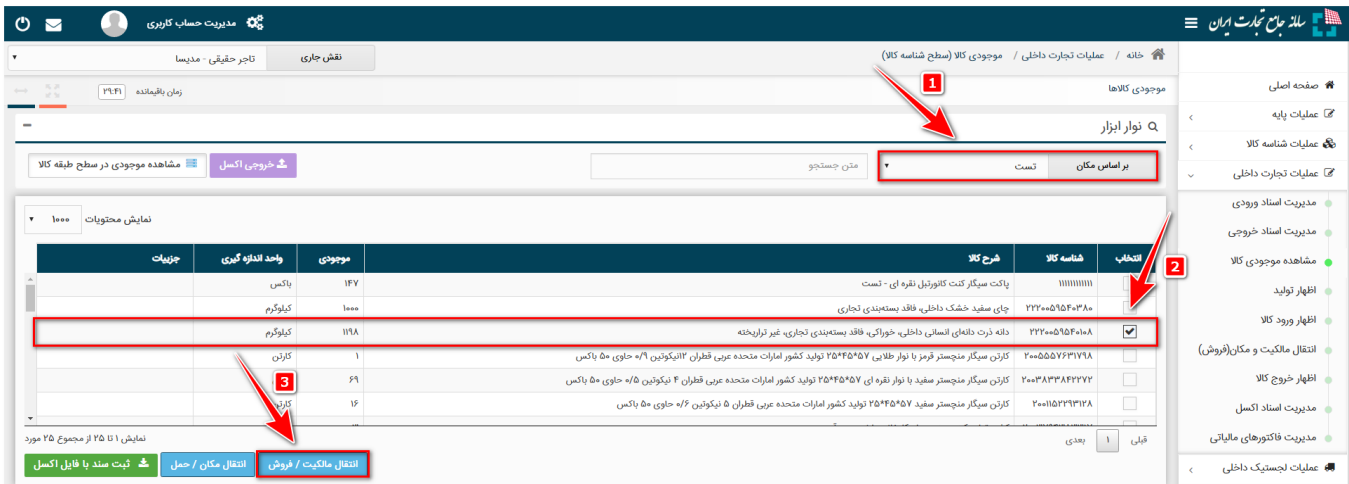 سامانه جامع تجارت ایران
مدیریت حساب کاربری
خانه / عملیات تجارت داخلی / موجودی کالا (سطح شناسه کالا)
نقش جاری
تاجر حقیقی - مدیسا
موجودی کالاها
زمان باقیمانده ۲۹:۴۱
نوار ابزار
1
بر اساس مکان
تست
متن جستجو
خروجی اکسل
مشاهده موجودی در سطح طبقه کالا
نمایش محتویات ۱۰۰۰
انتخاب شناسه کالا شرح کالا موجودی واحد اندازه گیری جزییات
۱۱۱۱۱۱۱۱۱۱۱۱ پاکت سیگار کنت کانورتبل نقره ای - تست ۱۴۷ باکس
۲۲۲۰۰۵۹۵۴۰۳۸۰ چای سفید خشک داخلی، فاقد بسته‌بندی تجاری ۱۰۰۰ کیلوگرم
۲۲۲۰۰۵۹۵۴۰۱۰۸ دانه ذرت دانه‌ای انسانی داخلی، خوراکی، فاقد بسته‌بندی تجاری، غیر تراریخته ۱۱۹۸ کیلوگرم
۲۰۰۵۵۵۷۶۳۱۷۹۸ کارتن سیگار منچستر قرمز با نوار طلایی ۵۷*۴۵*۲۵ تولید کشور امارات متحده عربی قطران ۱۲نیکوتین ۰/۹ حاوی ۵۰ باکس ۱ کارتن
۲۰۰۳۸۳۳۸۴۲۲۷۲ کارتن سیگار منچستر سفید با نوار نقره ای ۵۷*۴۵*۲۵ تولید کشور امارات متحده عربی قطران ۴ نیکوتین ۰/۵ حاوی ۵۰ باکس ۶۹
۲۰۰۱۱۵۲۲۹۳۱۲۸ کارتن سیگار منچستر سفید ۵۷*۴۵*۲۵ تولید کشور امارات متحده عربی قطران ۵ نیکوتین ۰/۶ حاوی ۵۰ باکس ۱۶ کارتن
2
3
قبلی ۱ بعدی
نمایش ۱ تا ۲۵ از مجموع ۲۵ مورد
انتقال مالکیت / فروش
انتقال مکان / حمل
ثبت سند با فایل اکسل
صفحه اصلی
عملیات پایه
عملیات شناسه کالا
عملیات تجارت داخلی
مدیریت اسناد ورودی
مدیریت اسناد خروجی
مشاهده موجودی کالا
اظهار تولید
اظهار ورود کالا
انتقال مالکیت و مکان(فروش)
اظهار خروج کالا
مدیریت اسناد اکسل
مدیریت فاکتورهای مالیاتی
عملیات لجستیک داخلی